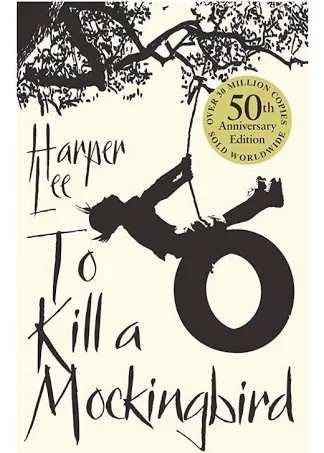 Harper
Lee
OVER 30 MILLION COPIES
50th
Anniversary
Edition
SOLD WORLDWIDE
To
Kill a
Mockingbird